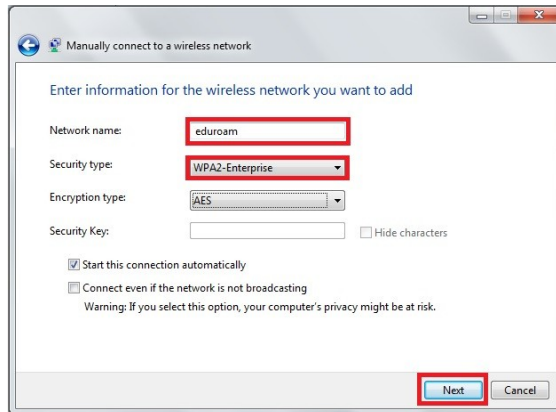 Manually connect to a wireless network
Enter information for the wireless network you want to add
Network name: eduroam
Security type: WPA2-Enterprise
Encryption type: AES
Security Key: Hide characters
Start this connection automatically
Connect even if the network is not broadcasting
Warning: If you select this option, your computer's privacy might be at risk.
Next Cancel